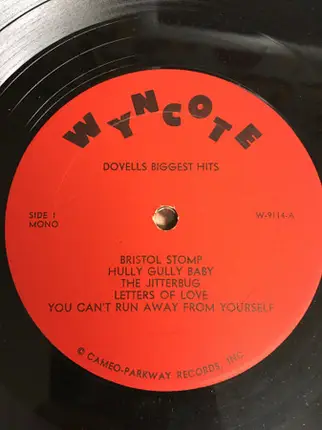 WYNCOTE
DOVELLS BIGGEST HITS
SIDE 1
MONO
W-9114-A
BRISTOL STOMP
HULLY GULLY BABY
THE JITTERBUG
LETTERS OF LOVE
YOU CAN'T RUN AWAY FROM YOURSELF
© CAMEO-PARKWAY RECORDS, INC.